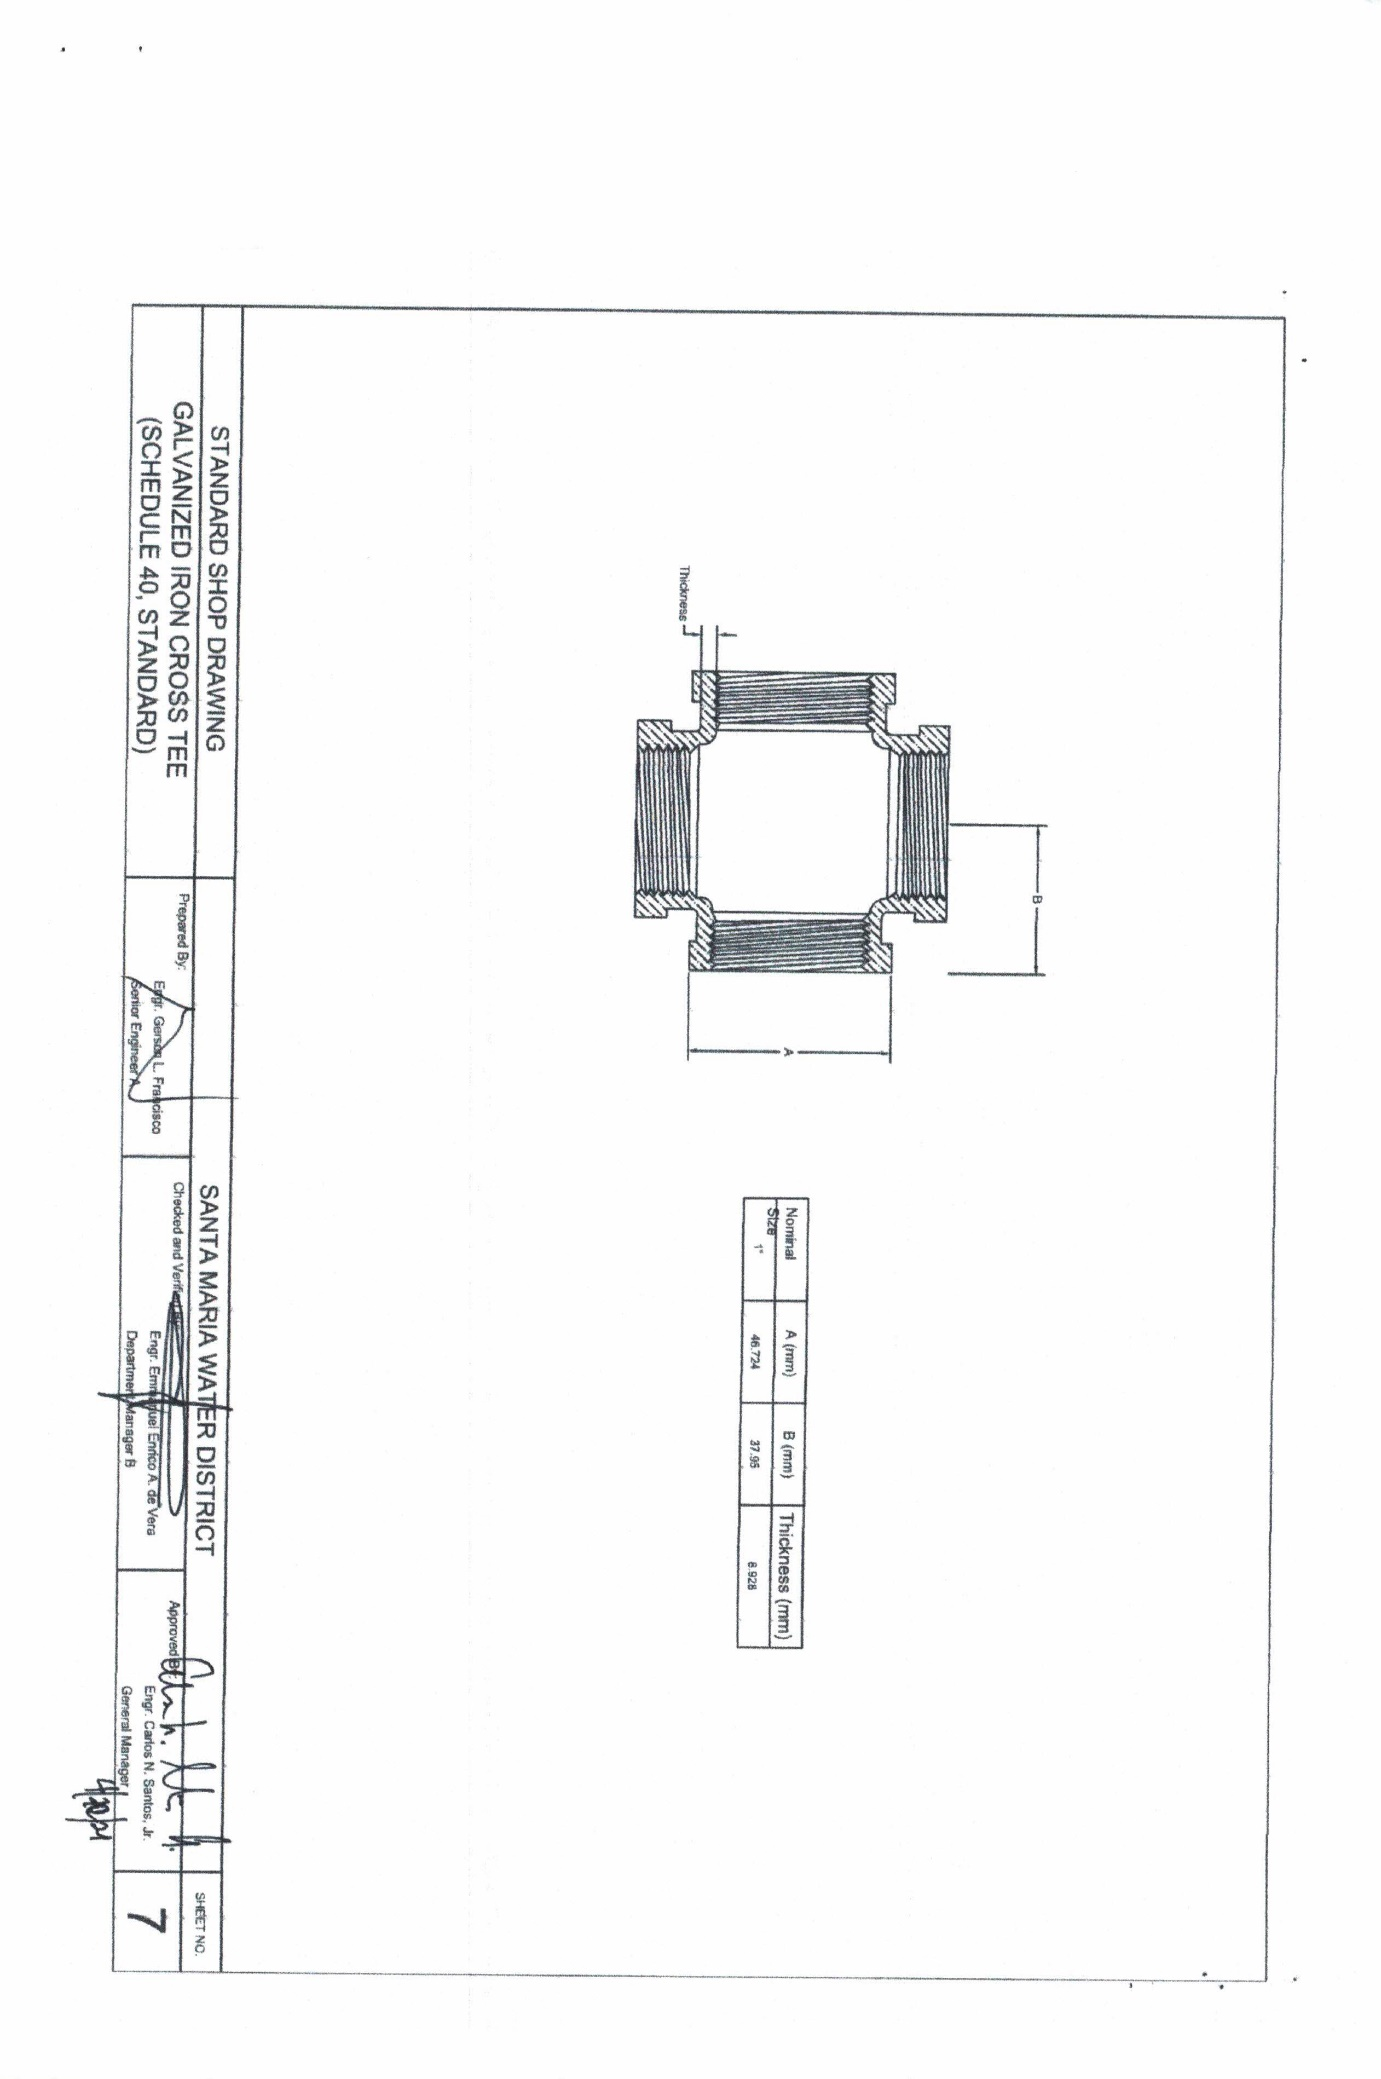 B
Thickness
A
Nominal Size A (mm) B (mm) Thickness (mm)
1" 46.724 37.95 8.928
STANDARD SHOP DRAWING
SANTA MARIA WATER DISTRICT
SHEET NO.
GALVANIZED IRON CROSS TEE
(SCHEDULE 40, STANDARD)
Prepared By:
Engr. Gerson L. Francisco
Senior Engineer A
Checked and Verified By:
Engr. Emmanuel Enrico A. de Vera
Department Manager B
Approved By:
Engr. Carlos N. Santos, Jr.
General Manager
7